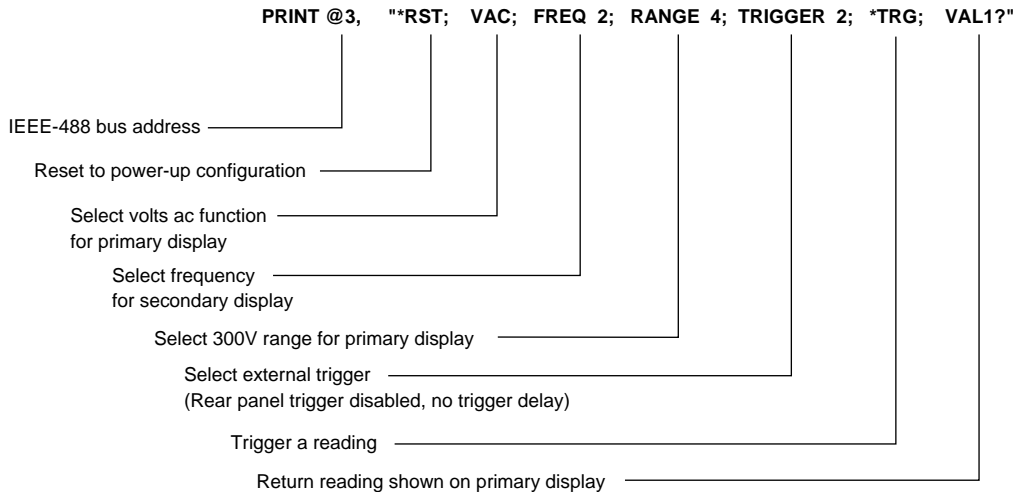 PRINT @3, "*RST; VAC; FREQ 2; RANGE 4; TRIGGER 2; *TRG; VAL1?"
IEEE-488 bus address
Reset to power-up configuration
Select volts ac function
for primary display
Select frequency
for secondary display
Select 300V range for primary display
Select external trigger
(Rear panel trigger disabled, no trigger delay)
Trigger a reading
Return reading shown on primary display